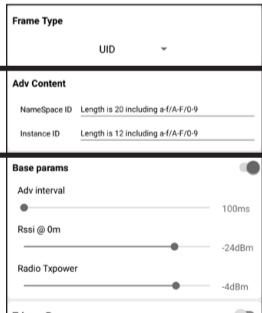 Frame Type
UID
Adv Content
NameSpace ID Length is 20 including a-f/A-F/0-9
Instance ID Length is 12 including a-f/A-F/0-9
Base params
Adv interval
100ms
Rssi @ 0m
-24dBm
Radio Txpower
-4dBm